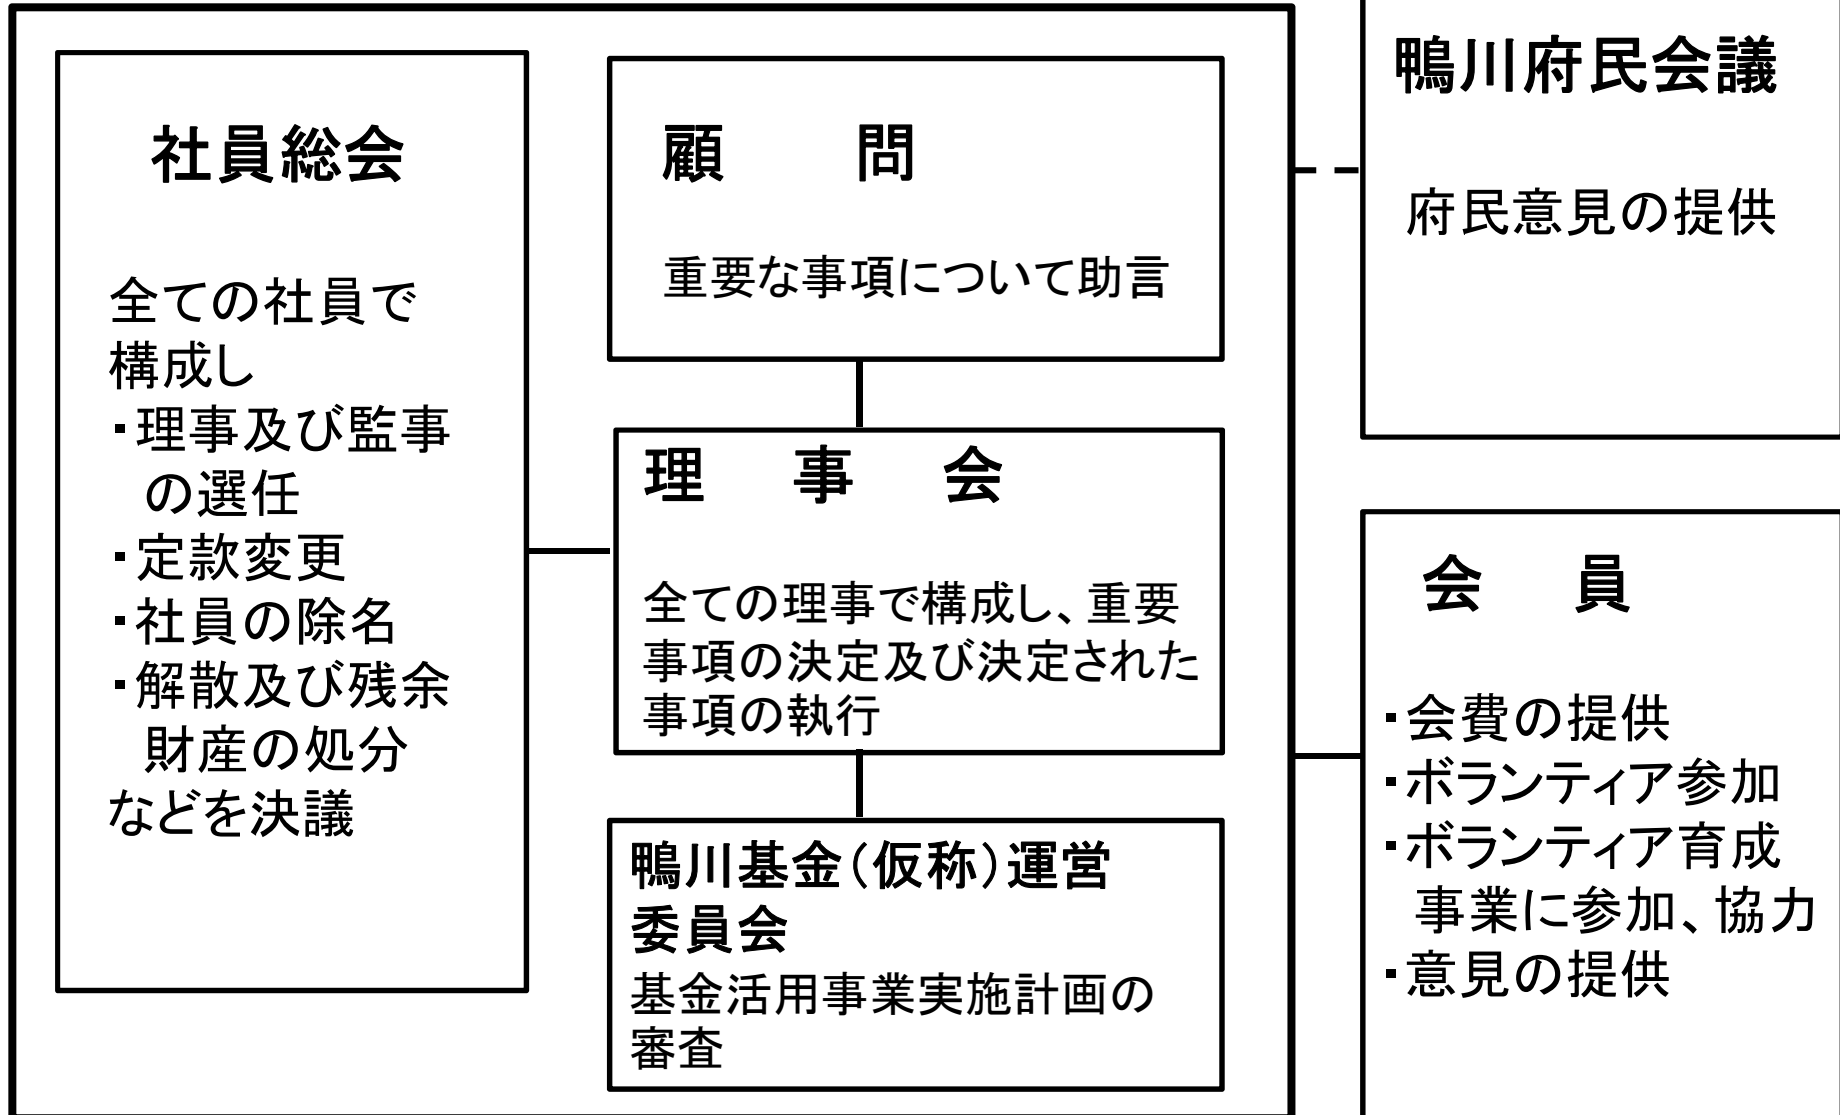 社員総会
全ての社員で
構成し
・理事及び監事
の選任
・定款変更
・社員の除名
・解散及び残余
財産の処分
などを決議
顧　問
重要な事項について助言
理　事　会
全ての理事で構成し、重要
事項の決定及び決定された
事項の執行
鴨川基金(仮称)運営
委員会
基金活用事業実施計画の
審査
鴨川府民会議
府民意見の提供
会　員
・会費の提供
・ボランティア参加
・ボランティア育成
事業に参加、協力
・意見の提供